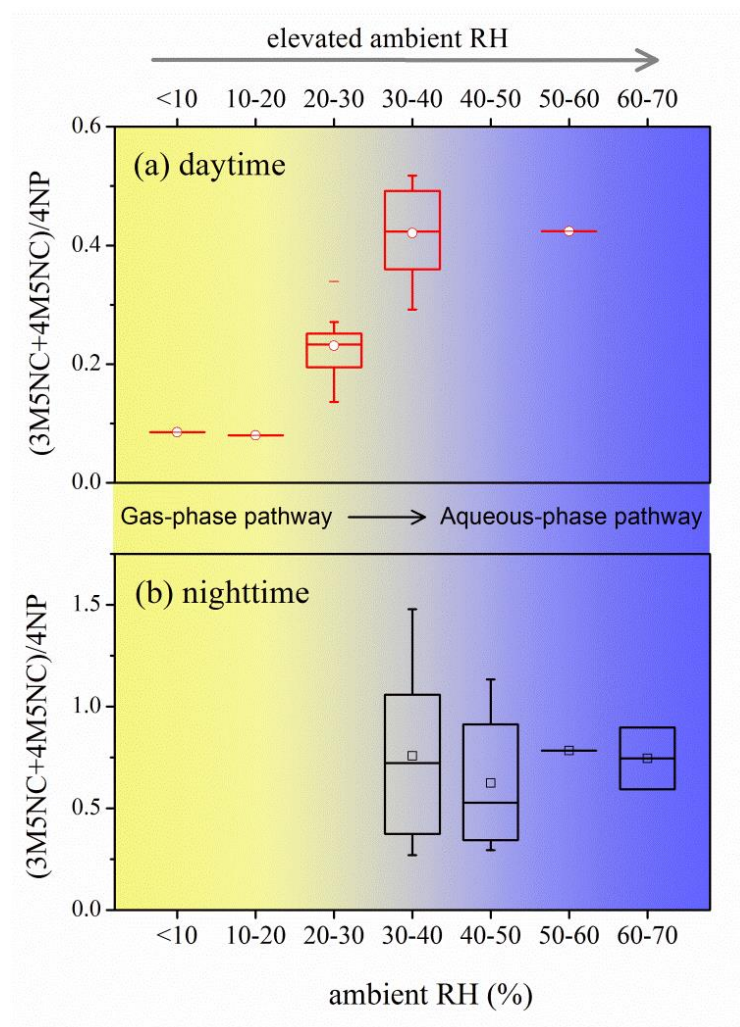 elevated ambient RH
<10 10-20 20-30 30-40 40-50 50-60 60-70
(3M5NC+4M5NC)/4NP
0.6
(a) daytime
0.4
0.2
0.0
Gas-phase pathway Aqueous-phase pathway
(3M5NC+4M5NC)/4NP
(b) nighttime
1.5
1.0
0.5
0.0
<10 10-20 20-30 30-40 40-50 50-60 60-70
ambient RH (%)